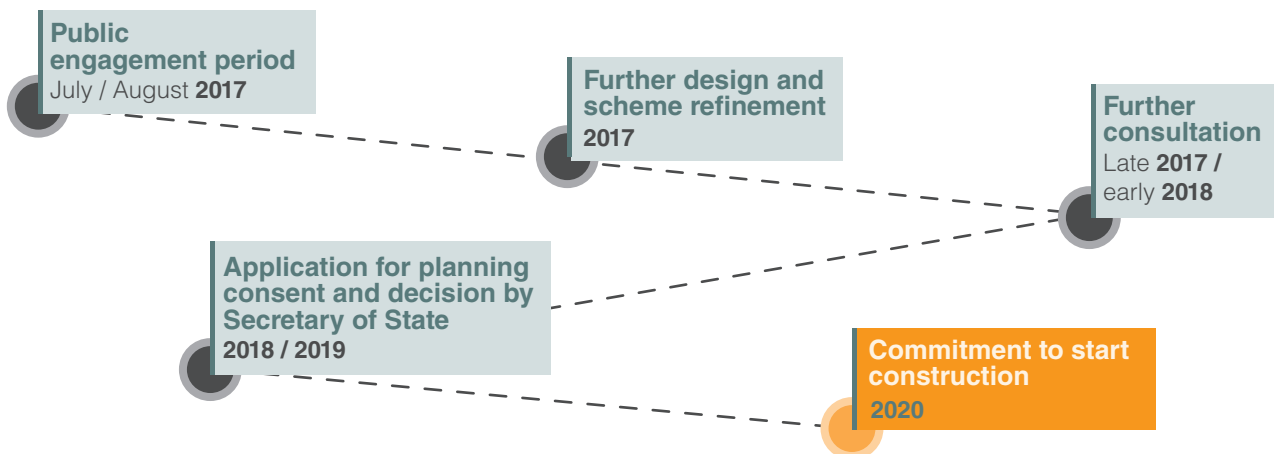 Public
engagement period
July / August 2017
Further design and
scheme refinement
2017
Further
consultation
Late 2017 /
early 2018
Application for planning
consent and decision by
Secretary of State
2018 / 2019
Commitment to start
construction
2020